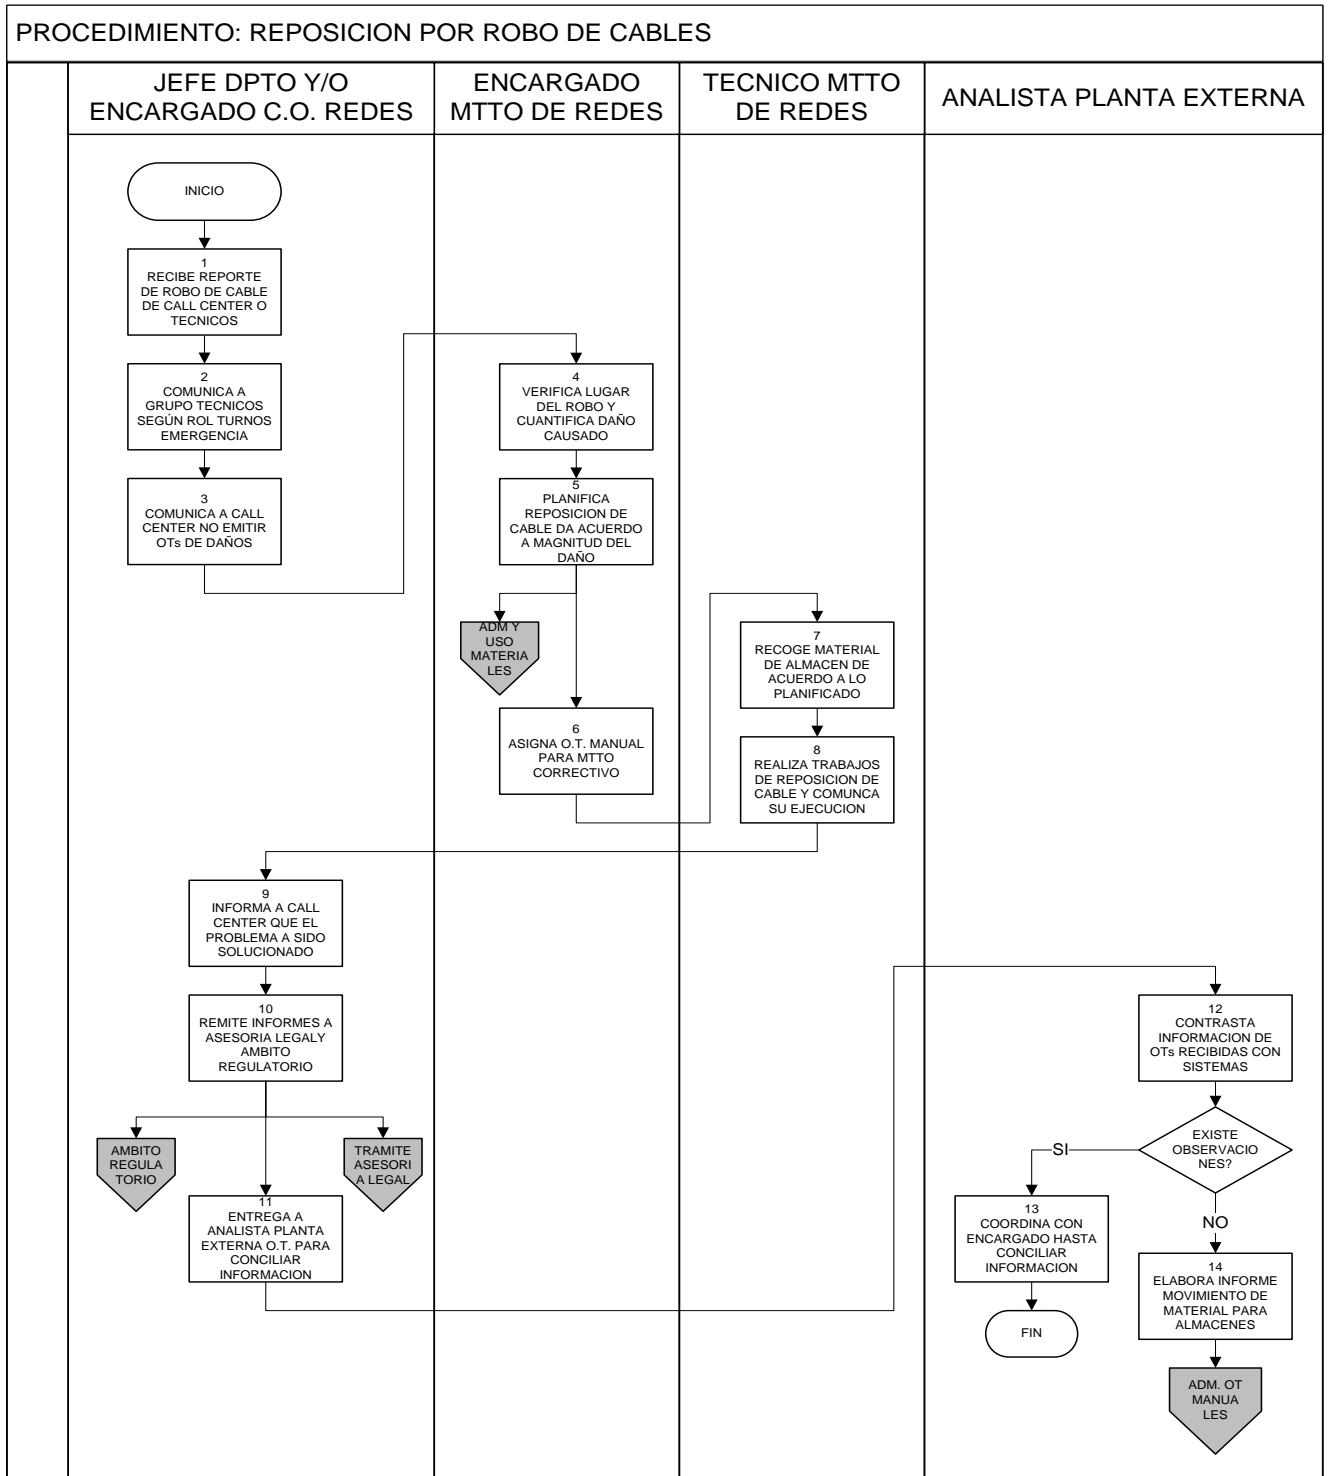 PROCEDIMIENTO: REPOSICION POR ROBO DE CABLES
JEFE DPTO Y/O
ENCARGADO C.O. REDES
ENCARGADO
MTTO DE REDES
TECNICO MTTO
DE REDES
ANALISTA PLANTA EXTERNA
INICIO
1
RECIBE REPORTE
DE ROBO DE CABLE
DE CALL CENTER O
TECNICOS
2
COMUNICA A
GRUPO TECNICOS
SEGÚN ROL TURNOS
EMERGENCIA
3
COMUNICA A CALL
CENTER NO EMITIR
OTs DE DAÑOS
4
VERIFICA LUGAR
DEL ROBO Y
CUANTIFICA DAÑO
CAUSADO
5
PLANIFICA
REPOSICION DE
CABLE DA ACUERDO
A MAGNITUD DEL
DAÑO
ADM Y
USO
MATERIA
LES
6
ASIGNA O.T. MANUAL
PARA MTTO
CORRECTIVO
7
RECOGE MATERIAL
DE ALMACEN DE
ACUERDO A LO
PLANIFICADO
8
REALIZA TRABAJOS
DE REPOSICION DE
CABLE Y COMUNCA
SU EJECUCION
9
INFORMA A CALL
CENTER QUE EL
PROBLEMA A SIDO
SOLUCIONADO
10
REMITE INFORMES A
ASESORIA LEGALY
AMBITO
REGULATORIO
AMBITO
REGULA
TORIO
TRAMITE
ASESORI
A LEGAL
11
ENTREGA A
ANALISTA PLANTA
EXTERNA O.T. PARA
CONCILIAR
INFORMACION
12
CONTRASTA
INFORMACION DE
OTs RECIBIDAS CON
SISTEMAS
EXISTE
OBSERVACIO
NES?
SI
NO
13
COORDINA CON
ENCARGADO HASTA
CONCILIAR
INFORMACION
FIN
14
ELABORA INFORME
MOVIMIENTO DE
MATERIAL PARA
ALMACENES
ADM. OT
MANUA
LES